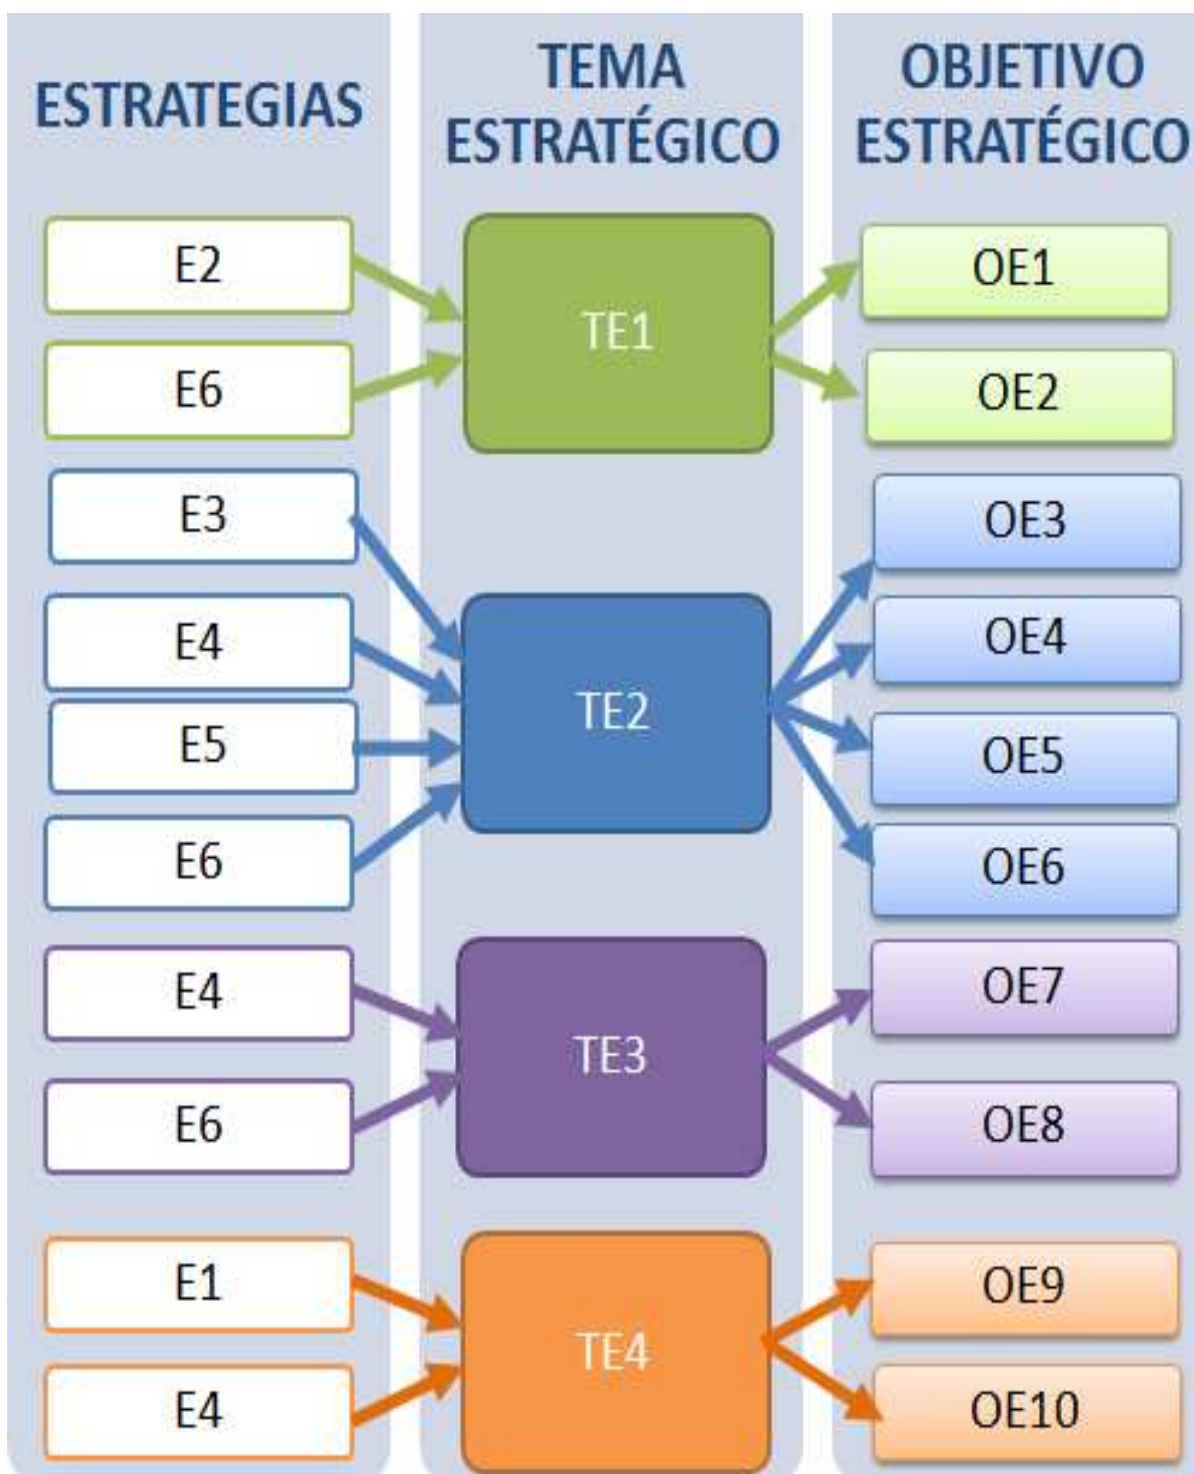 ESTRATEGIAS
TEMA
ESTRATÉGICO
OBJETIVO
ESTRATÉGICO
E2
E6
TE1
OE1
OE2
E3
E4
E5
E6
TE2
OE3
OE4
OE5
OE6
E4
E6
TE3
OE7
OE8
E1
E4
TE4
OE9
OE10